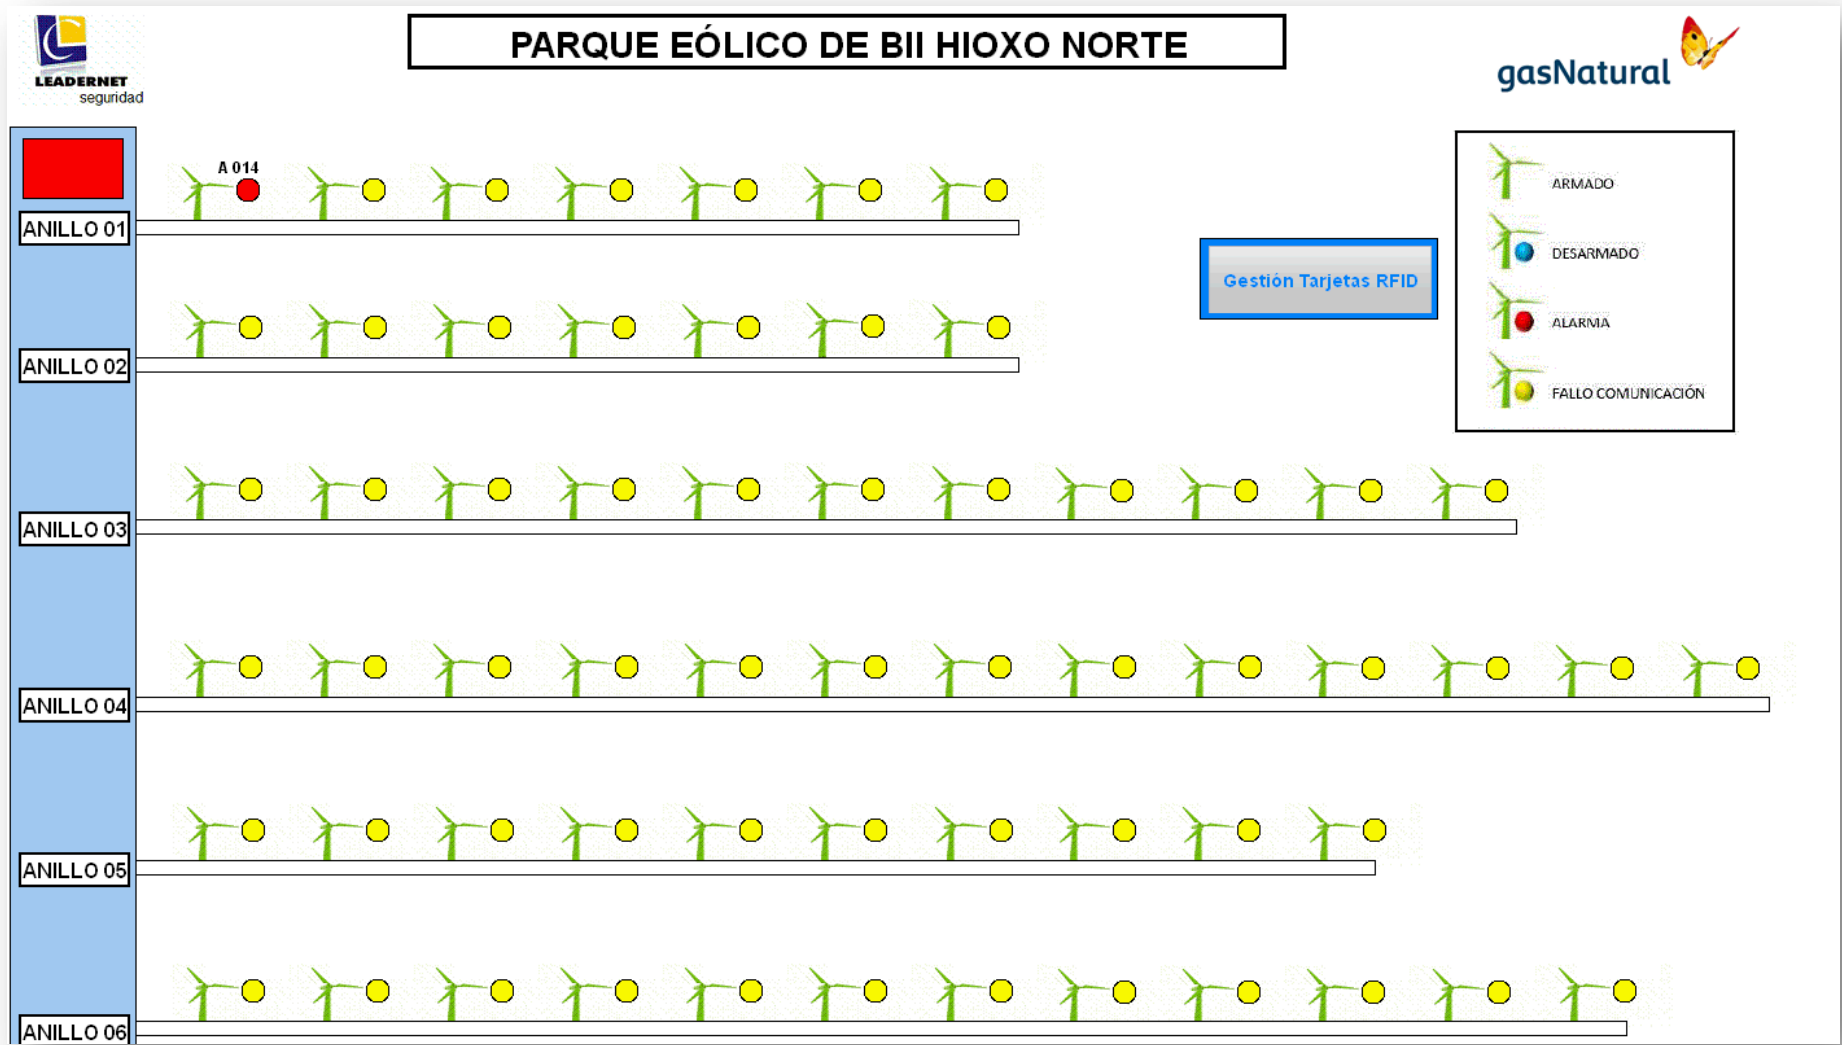 LEADERNET
seguridad
PARQUE EÓLICO DE BII HIOXO NORTE
gasNatural
A 014
ANILLO 01
ANILLO 02
ANILLO 03
ANILLO 04
ANILLO 05
ANILLO 06
Gestión Tarjetas RFID
ARMADO
DESARMADO
ALARMA
FALLO COMUNICACIÓN